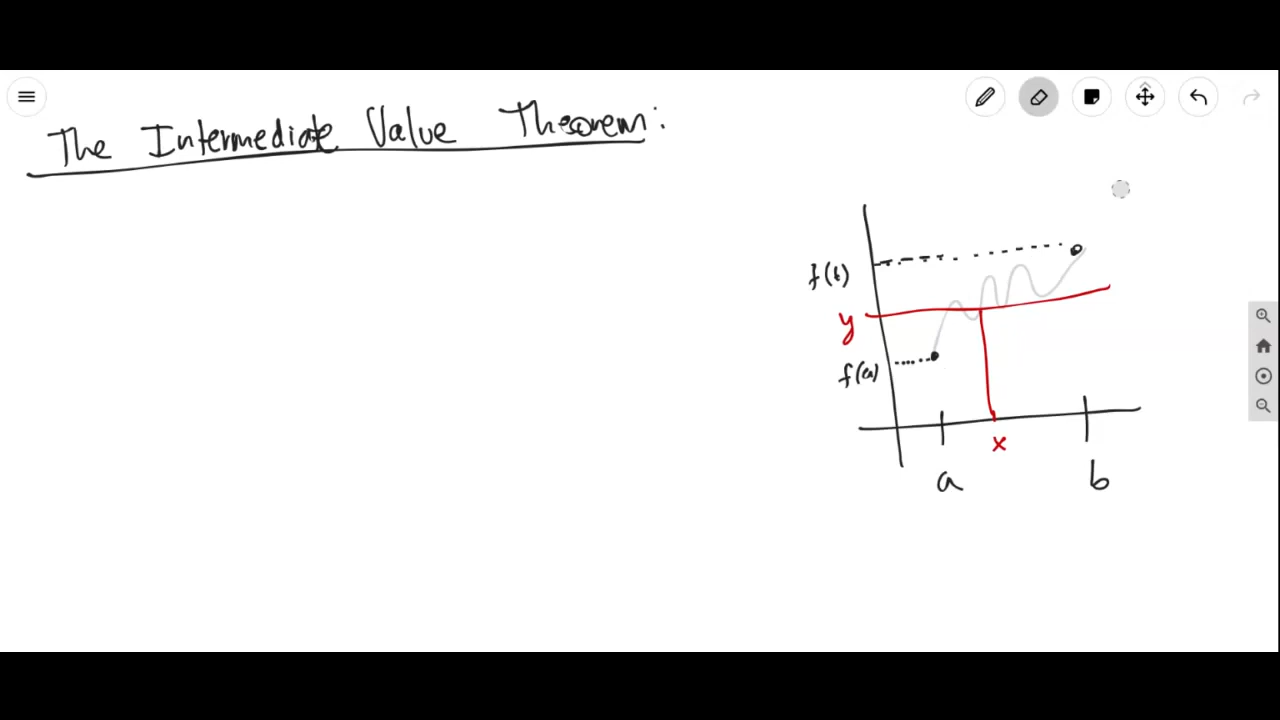 The Intermediate Value Theorem:
f(b)
y
f(a)
x
a
b